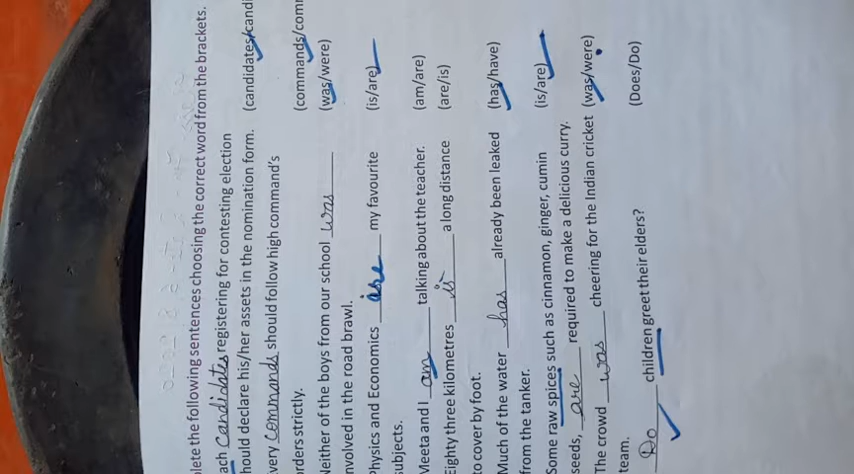 lete the following sentences choosing the correct word from the brackets.
ach Candidates registering for contesting election
hould declare his/her assets in the nomination form. (candidates/candi
very Commands should follow high command's
rders strictly. (commands/comm
Neither of the boys from our school was (was/were)
nvolved in the road brawl.
Physics and Economics are my favourite (is/are)
subjects.
Meeta and I am talking about the teacher. (am/are)
Eighty three kilometres is a long distance (are/is)
to cover by foot.
Much of the water has already been leaked (has/have)
from the tanker.
Some raw spices such as cinnamon, ginger, cumin (is/are)
seeds, are required to make a delicious curry.
The crowd was cheering for the Indian cricket (was/were)
team.
Do children greet their elders? (Does/Do)